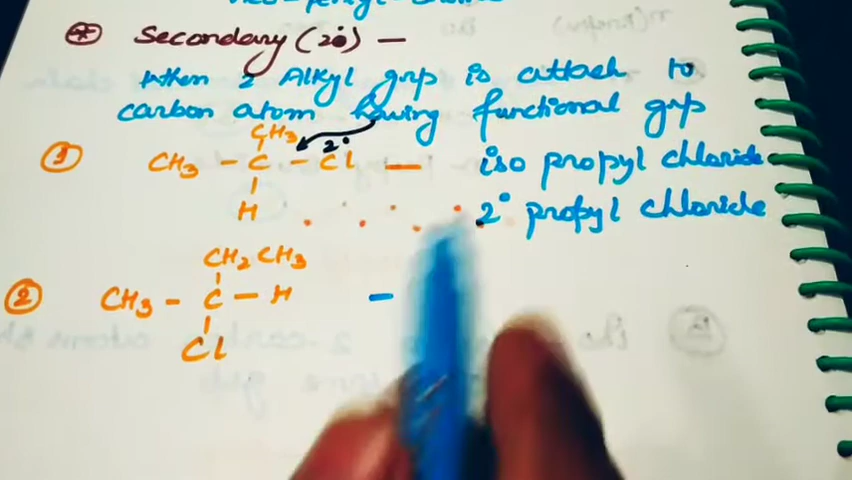 * Secondary (2°) —
When 2 Alkyl grp is attach to
carbon atom having functional grp
CH3
① CH3 – C – Cl — iso propyl chloride
2°
H 2° propyl chloride
CH2 CH3
② CH3 – C – H –
Cl